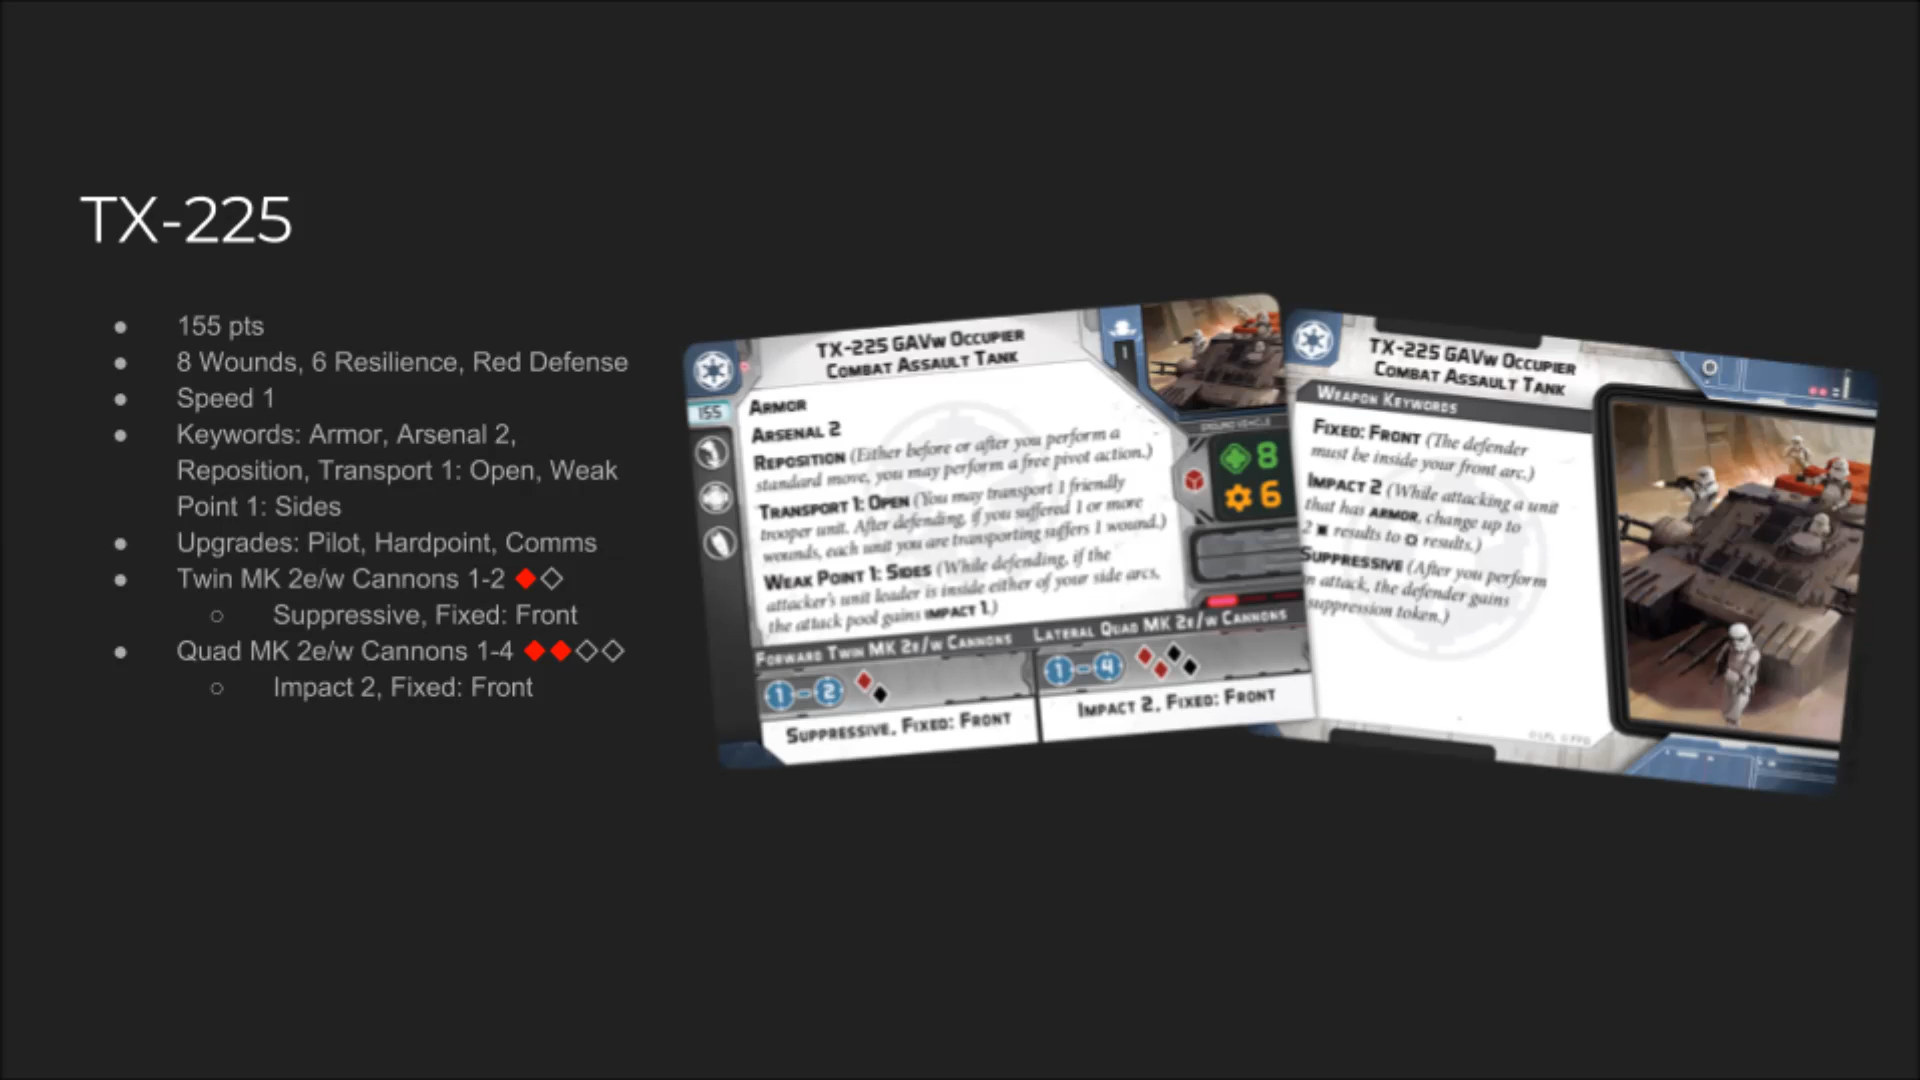 TX-225
155 pts
8 Wounds, 6 Resilience, Red Defense
Speed 1
Keywords: Armor, Arsenal 2,
Reposition, Transport 1: Open, Weak
Point 1: Sides
Upgrades: Pilot, Hardpoint, Comms
Twin MK 2e/w Cannons 1-2
Suppressive, Fixed: Front
Quad MK 2e/w Cannons 1-4
Impact 2, Fixed: Front
TX-225 GAVw Occupier
Combat Assault Tank
1
155
Armor
Arsenal 2
Reposition (Either before or after you perform a
standard move, you may perform a free pivot action.)
Transport 1: Open (You may transport 1 friendly
trooper unit. After defending, if you suffered 1 or more
wounds, each unit you are transporting suffers 1 wound.)
Weak Point 1: Sides (While defending, if the
attacker's unit leader is inside either of your side arcs,
the attack pool gains Impact 1.)
Ground Vehicle
8
6
Forward Twin MK 2e/w Cannons
1-2
Suppressive, Fixed: Front
Lateral Quad MK 2e/w Cannons
1-4
Impact 2, Fixed: Front
TX-225 GAVw Occupier
Combat Assault Tank
Weapon Keywords
Fixed: Front (The defender
must be inside your front arc.)
Impact 2 (While attacking a unit
that has Armor, change up to
2 results to results.)
Suppressive (After you perform
n attack, the defender gains
suppression token.)